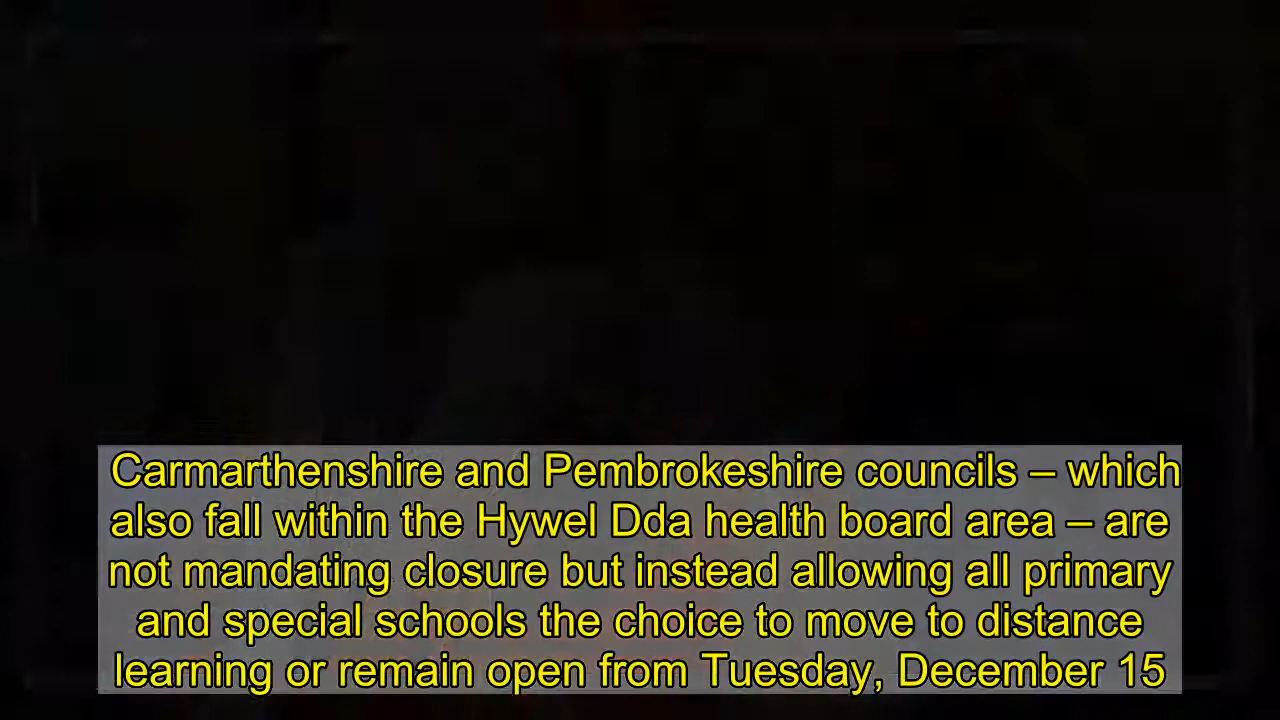 Carmarthenshire and Pembrokeshire councils – which
also fall within the Hywel Dda health board area – are
not mandating closure but instead allowing all primary
and special schools the choice to move to distance
learning or remain open from Tuesday, December 15